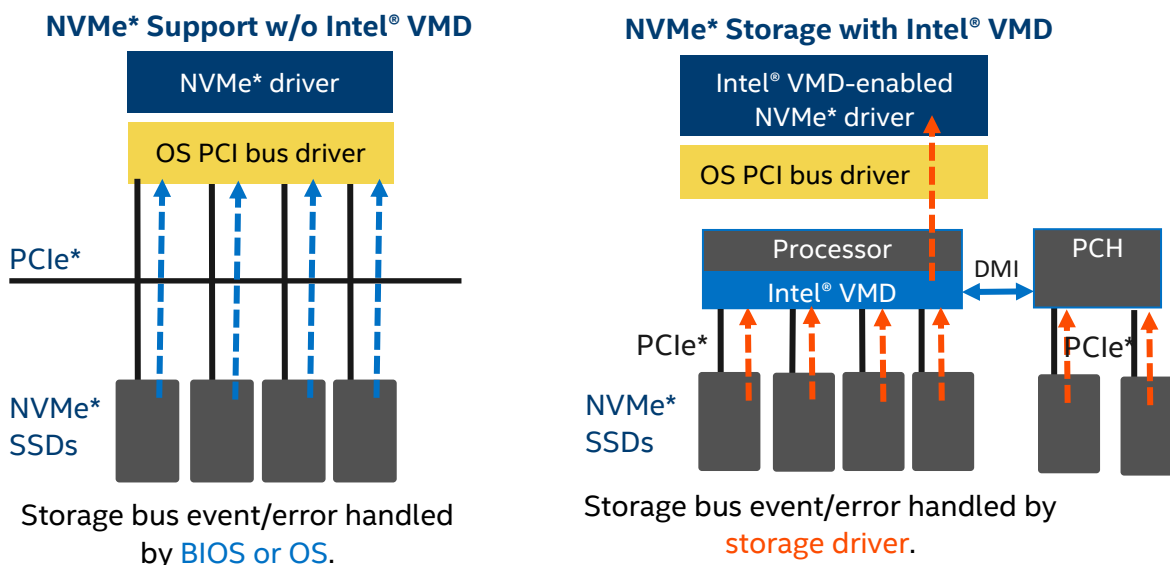 NVMe* Support w/o Intel® VMD
NVMe* driver
OS PCI bus driver
PCIe*
NVMe*
SSDs
Storage bus event/error handled
by BIOS or OS.
NVMe* Storage with Intel® VMD
Intel® VMD-enabled
NVMe* driver
OS PCI bus driver
Processor
Intel® VMD
DMI
PCH
PCIe*
PCIe*
NVMe*
SSDs
Storage bus event/error handled by
storage driver.